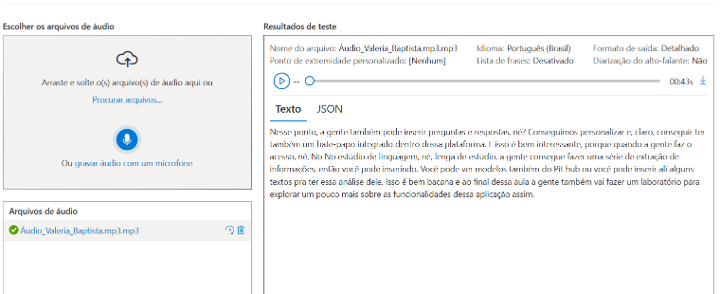 Escolher os arquivos de áudio
Arraste e solte o(s) arquivo(s) de áudio aqui ou
Procurar arquivos...
Ou gravar áudio com um microfone
Arquivos de áudio
Áudio_Valeria_Baptista.mp3.mp3
Resultados de teste
Nome do arquivo: Áudio_Valeria_Baptista.mp3.mp3 Idioma: Português (Brasil) Formato de saída: Detalhado
Ponto de extremidade personalizado: [Nenhum] Lista de frases: Desativado Diarização do alto-falante: Não
-- 00:43s
Texto JSON
Nesse ponto, a gente também pode inserir perguntas e respostas, né? Conseguimos personalizar e, claro, conseguir ter
também um bate-papo integrado dentro dessa plataforma. E isso é bem interessante, porque quando a gente faz o
acesso, né, No No estúdio de linguagem, né, lenga de estúdio, a gente consegue fazer uma série de extração de
informações, então você pode inserindo. Você pode ver modelos também do Pit hub ou você pode inserir ali alguns
textos pra ter essa análise dele. Isso é bem bacana e ao final dessa aula a gente também vai fazer um laboratório para
explorar um pouco mais sobre as funcionalidades dessa aplicação assim.